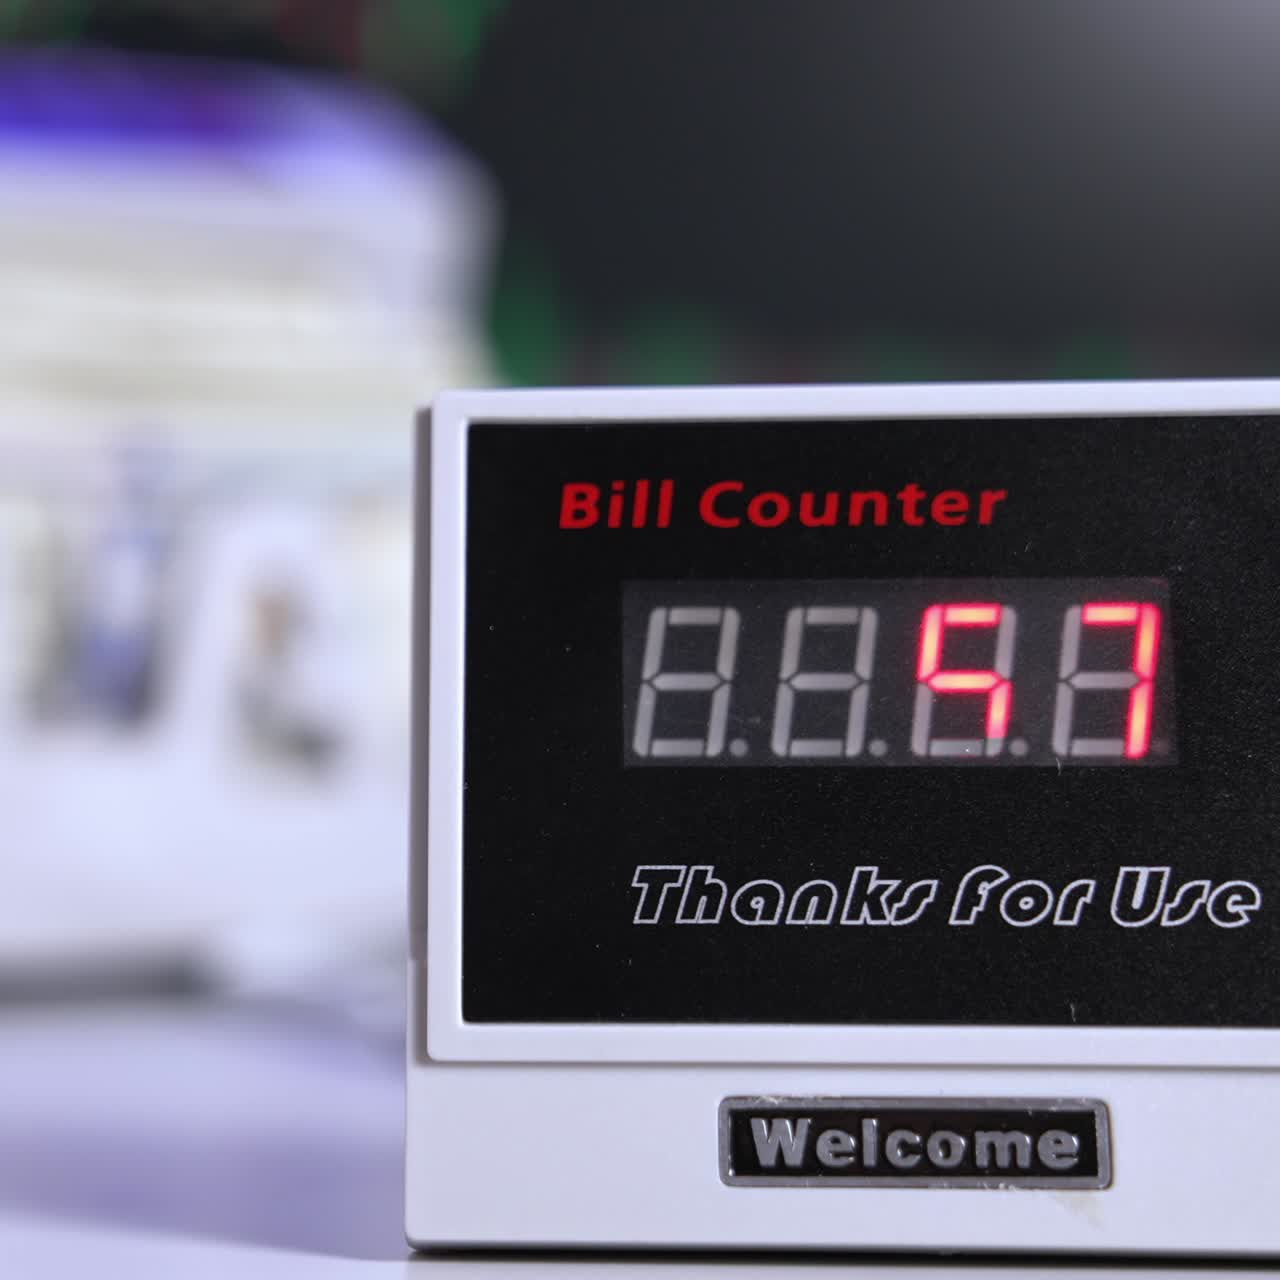 Bill Counter
57
Thanks For Use
Welcome